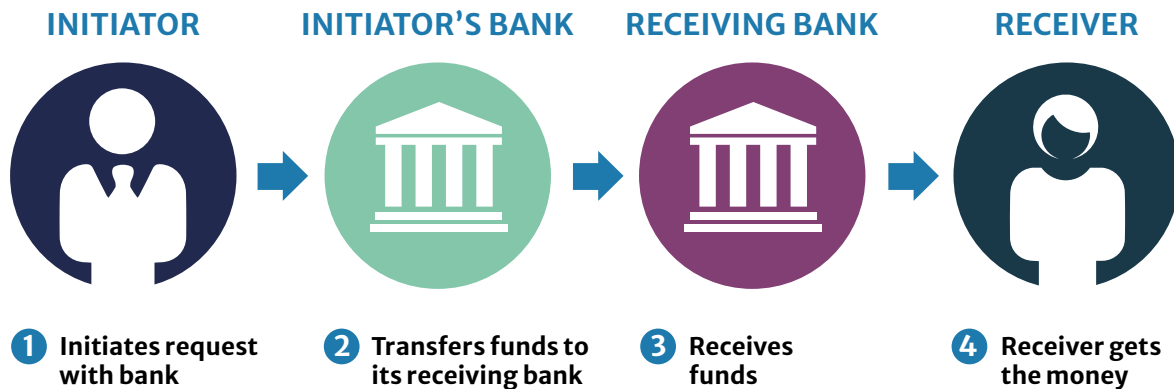 INITIATOR
INITIATOR’S BANK
RECEIVING BANK
RECEIVER
1 Initiates request
with bank
2 Transfers funds to
its receiving bank
3 Receives
funds
4 Receiver gets
the money